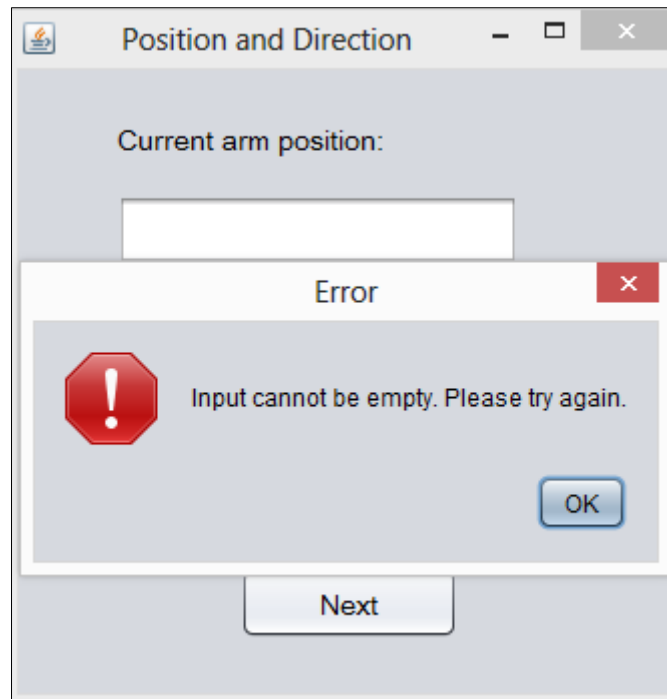 Position and Direction
Current arm position:
Error
Input cannot be empty. Please try again.
OK
Next